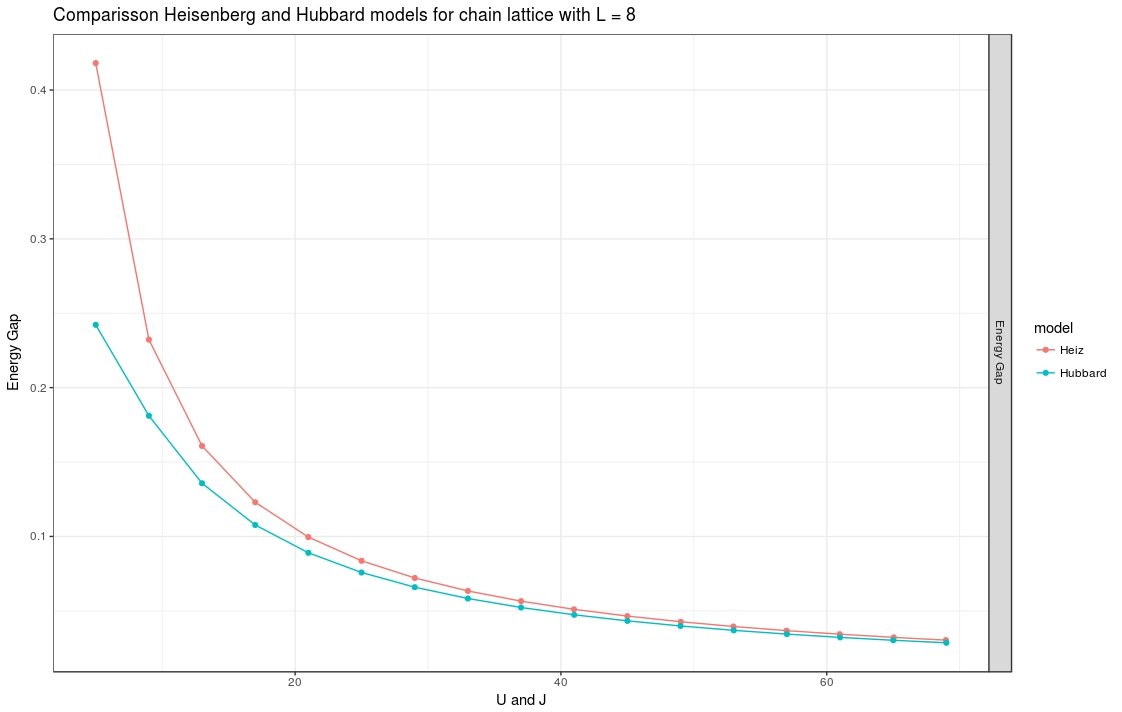 Comparisson Heisenberg and Hubbard models for chain lattice with L = 8
Energy Gap
0.4
0.3
0.2
0.1
20
40
60
U and J
Energy Gap
model
Heiz
Hubbard